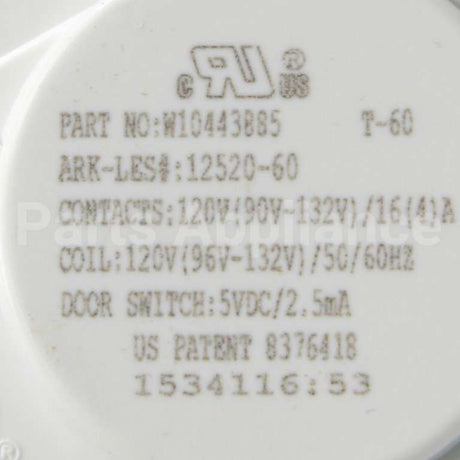 c RU ® US
PART NO:W10443885 T-60
ARK-LES#:12520-60
CONTACTS:120V(90V-132V)/16(4)A
Parts Appliance
COIL:120V(96V-132V)/50/60HZ
DOOR SWITCH:5VDC/2.5mA
US PATENT 8376418
1534116:53
®